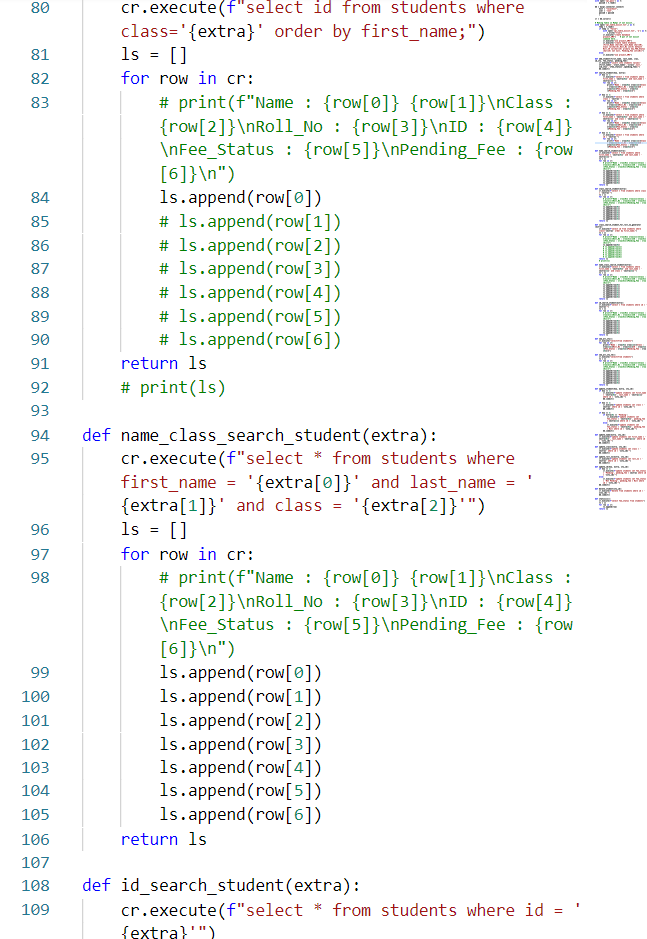 80 cr.execute(f"select id from students where
class='{extra}' order by first_name;")
81 ls = []
82 for row in cr:
83 # print(f"Name : {row[0]} {row[1]}\nClass :
{row[2]}\nRoll_No : {row[3]}\nID : {row[4]}
\nFee_Status : {row[5]}\nPending_Fee : {row
[6]}\n")
84 ls.append(row[0])
85 # ls.append(row[1])
86 # ls.append(row[2])
87 # ls.append(row[3])
88 # ls.append(row[4])
89 # ls.append(row[5])
90 # ls.append(row[6])
91 return ls
92 # print(ls)
93
94 def name_class_search_student(extra):
95 cr.execute(f"select * from students where
first_name = '{extra[0]}' and last_name = '
{extra[1]}' and class = '{extra[2]}'")
96 ls = []
97 for row in cr:
98 # print(f"Name : {row[0]} {row[1]}\nClass :
{row[2]}\nRoll_No : {row[3]}\nID : {row[4]}
\nFee_Status : {row[5]}\nPending_Fee : {row
[6]}\n")
99 ls.append(row[0])
100 ls.append(row[1])
101 ls.append(row[2])
102 ls.append(row[3])
103 ls.append(row[4])
104 ls.append(row[5])
105 ls.append(row[6])
106 return ls
107
108 def id_search_student(extra):
109 cr.execute(f"select * from students where id = '
{extra}'")